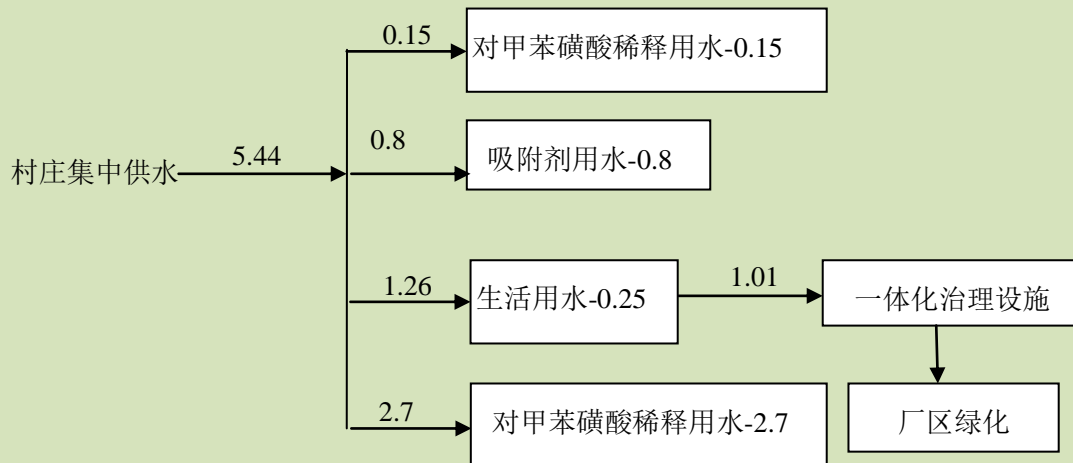 0.15
对甲苯磺酸稀释用水-0.15
村庄集中供水
5.44
0.8
吸附剂用水-0.8
1.26
生活用水-0.25
1.01
一体化治理设施
2.7
对甲苯磺酸稀释用水-2.7
厂区绿化